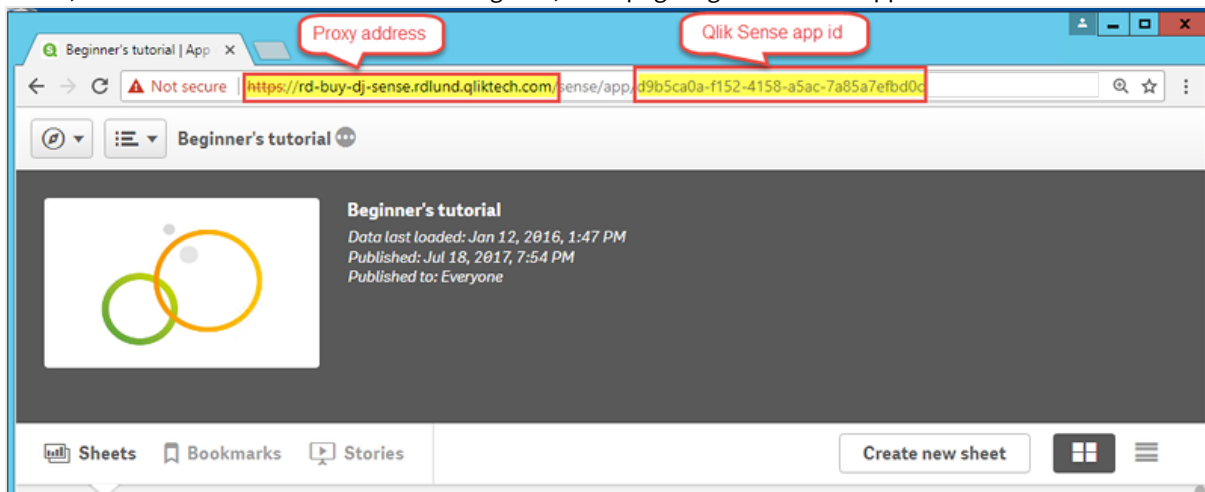 Proxy address
Qlik Sense app id
Beginner's tutorial | App
Not secure | https://rd-buy-dj-sense.rdlund.qliktech.com/sense/app/d9b5ca0a-f152-4158-a5ac-7a85a7efbd0c
Beginner's tutorial
Beginner's tutorial
Data last loaded: Jan 12, 2016, 1:47 PM
Published: Jul 18, 2017, 7:54 PM
Published to: Everyone
Sheets
Bookmarks
Stories
Create new sheet